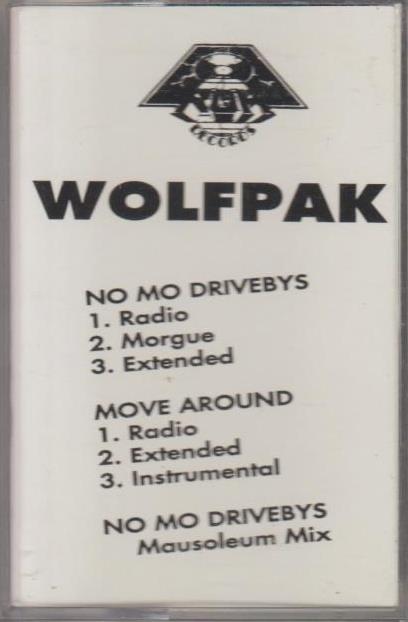 RECORDS
WOLFPAK
NO MO DRIVEBYS
1. Radio
2. Morgue
3. Extended
MOVE AROUND
1. Radio
2. Extended
3. Instrumental
NO MO DRIVEBYS
Mausoleum Mix